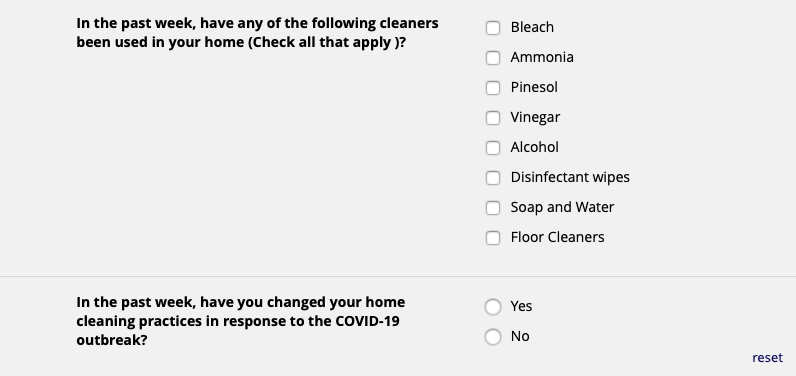 In the past week, have any of the following cleaners
been used in your home (Check all that apply )?
Bleach
Ammonia
Pinesol
Vinegar
Alcohol
Disinfectant wipes
Soap and Water
Floor Cleaners
In the past week, have you changed your home
cleaning practices in response to the COVID-19
outbreak?
Yes
No
reset